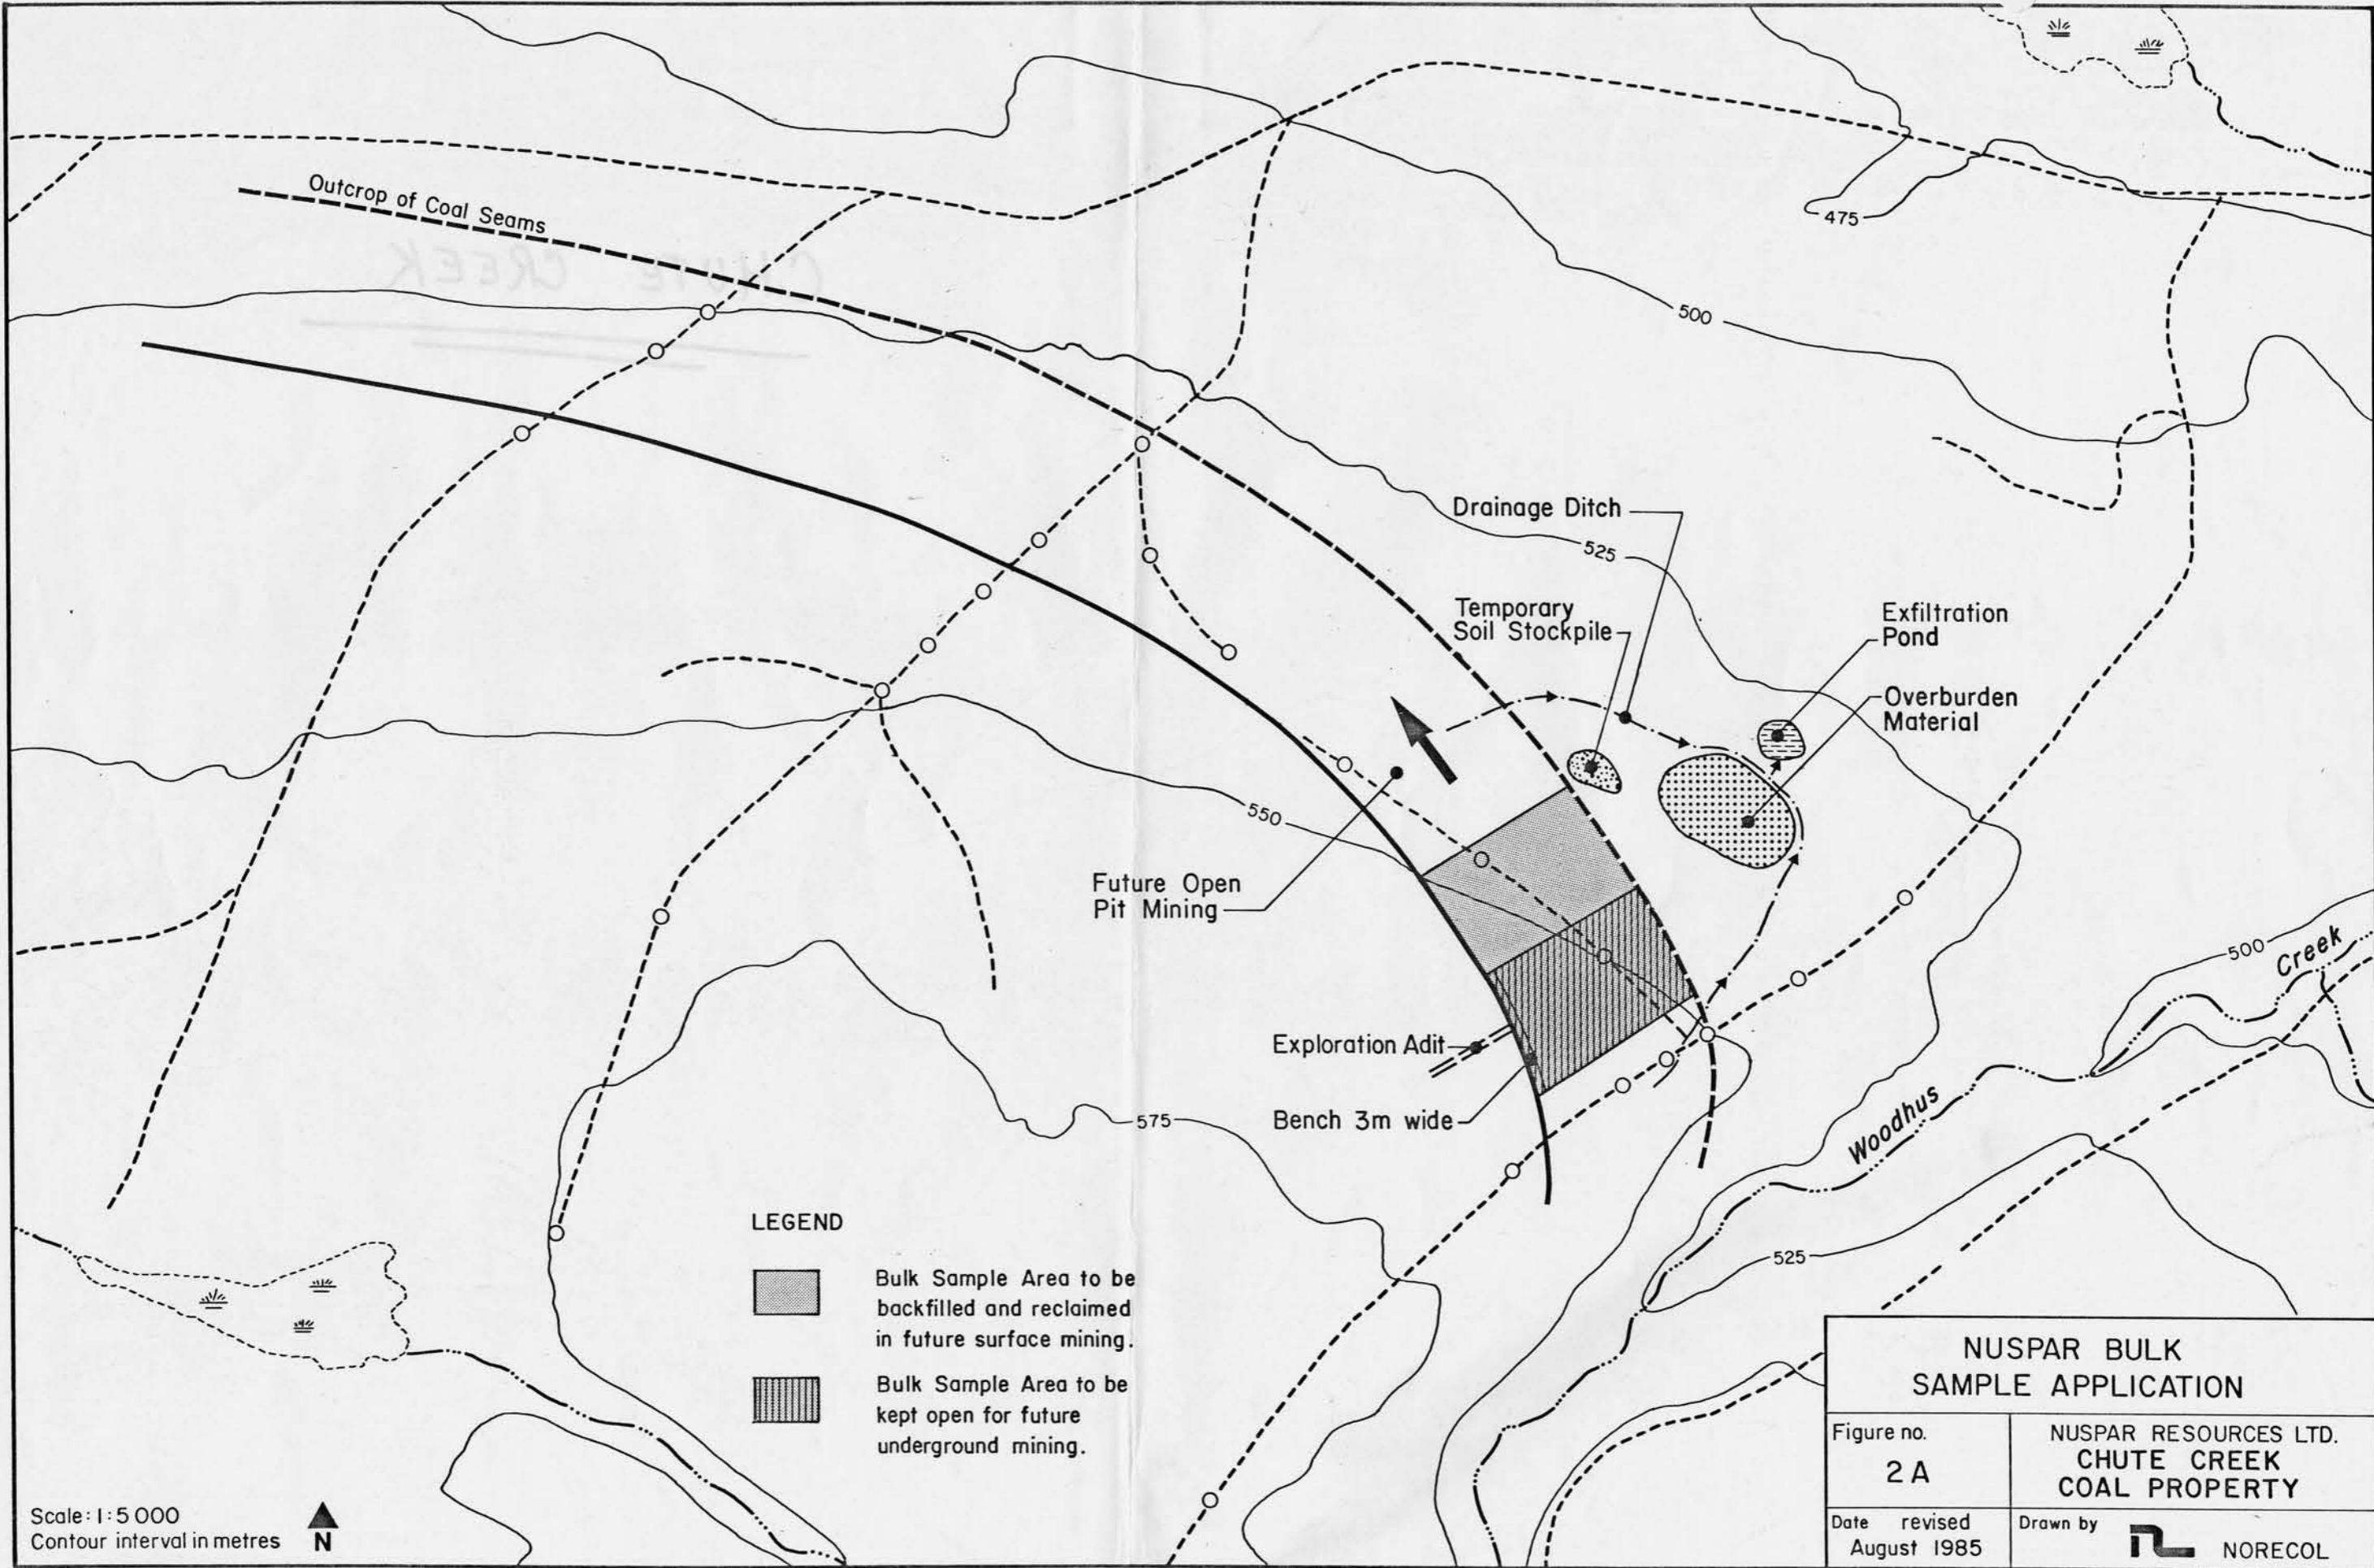 475
Outcrop of Coal Seams
CHUTE CREEK
500
Drainage Ditch
525
Temporary
Soil Stockpile
Exfiltration
Pond
Overburden
Material
550
Future Open
Pit Mining
500
Creek
Exploration Adit
Woodhus
Bench 3m wide
575
LEGEND
525
Bulk Sample Area to be
backfilled and reclaimed
in future surface mining.
Bulk Sample Area to be
kept open for future
underground mining.
Scale: 1:5 000
Contour interval in metres
N
NUSPAR BULK
SAMPLE APPLICATION
Figure no.
2 A
NUSPAR RESOURCES LTD.
CHUTE CREEK
COAL PROPERTY
Date revised
August 1985
Drawn by
NORECOL